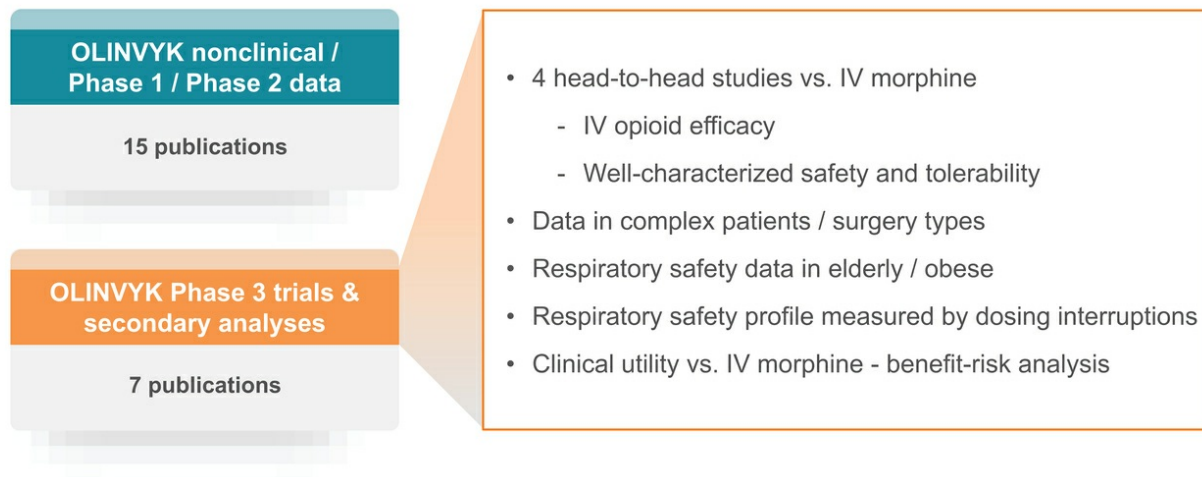 OLINVYK nonclinical /
Phase 1 / Phase 2 data
15 publications
OLINVYK Phase 3 trials &
secondary analyses
7 publications
• 4 head-to-head studies vs. IV morphine
- IV opioid efficacy
- Well-characterized safety and tolerability
• Data in complex patients / surgery types
• Respiratory safety data in elderly / obese
• Respiratory safety profile measured by dosing interruptions
• Clinical utility vs. IV morphine - benefit-risk analysis